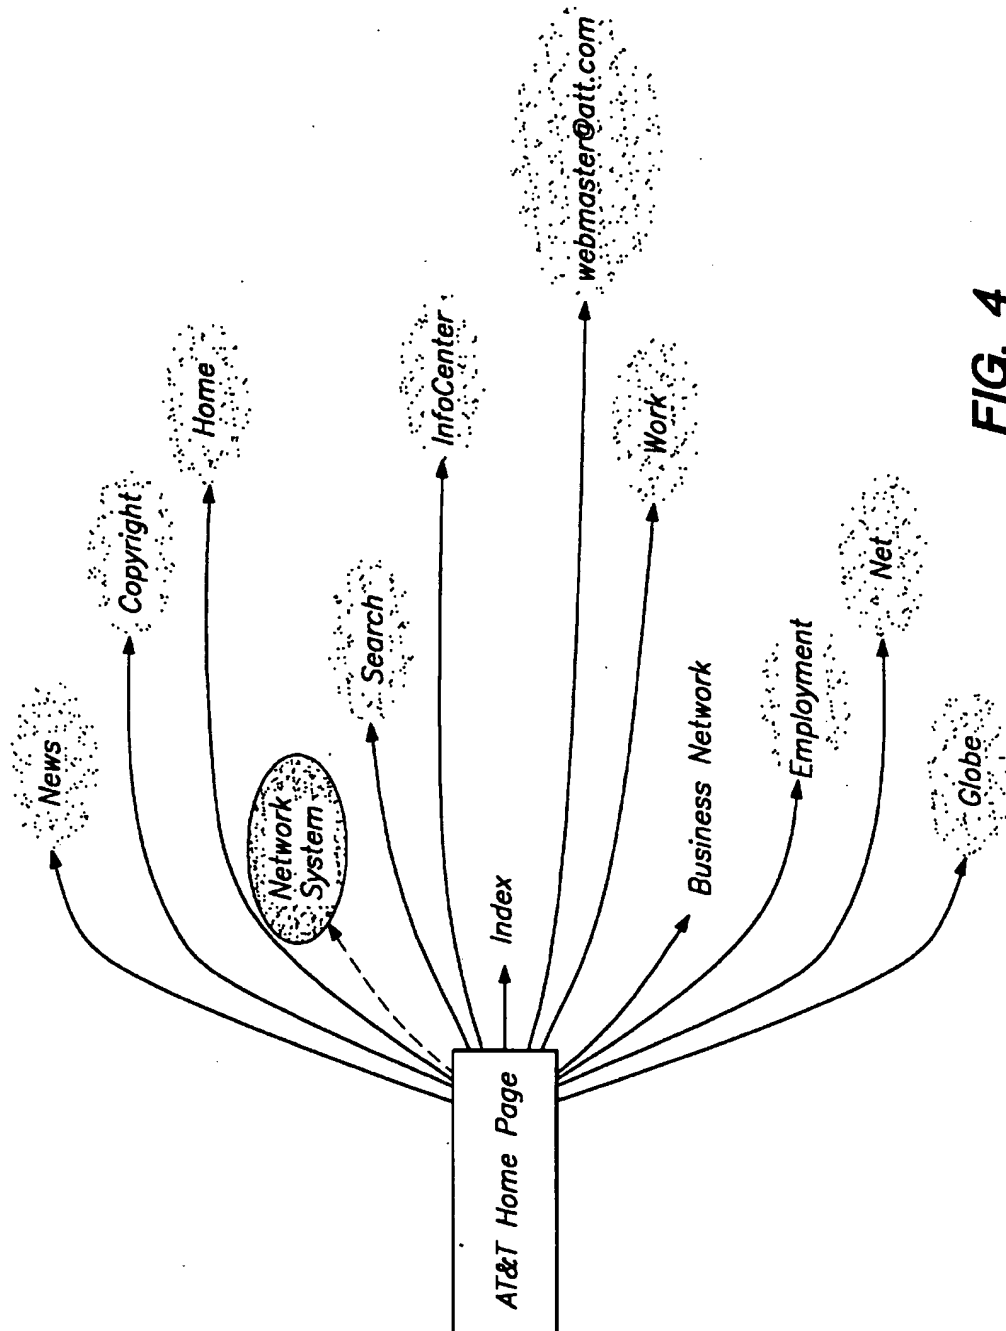 News
Copyright
Home
Network
System
Search
InfoCenter
Index
AT&T Home Page
webmaster@att.com
Work
Business Network
Employment
Net
Globe
FIG. 4